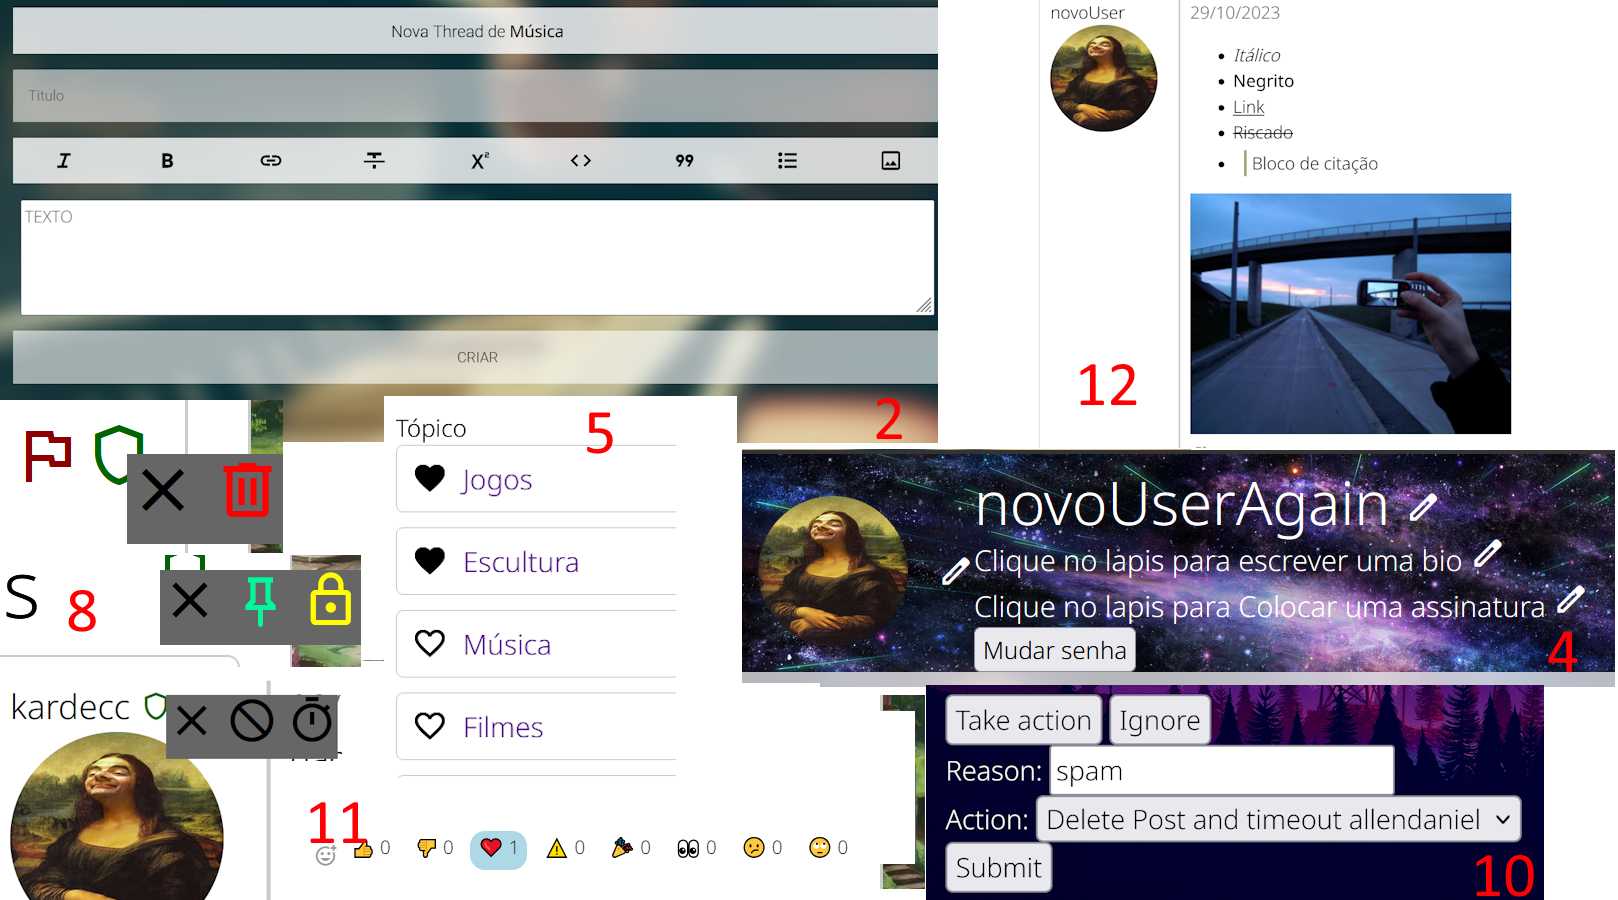 Nova Thread de Música
Titulo
I B X² <> 99
TEXTO
CRIAR
2
novoUser
29/10/2023
Itálico
Negrito
Link
Riscado
Bloco de citação
12
Tópico
5
Jogos
Escultura
Música
Filmes
S
8
novoUserAgain
Clique no lapis para escrever uma bio
Clique no lapis para Colocar uma assinatura
Mudar senha
4
kardecc
11
0 0 1 0 0 0 0 0
Take action Ignore
Reason: spam
Action: Delete Post and timeout allendaniel
Submit
10